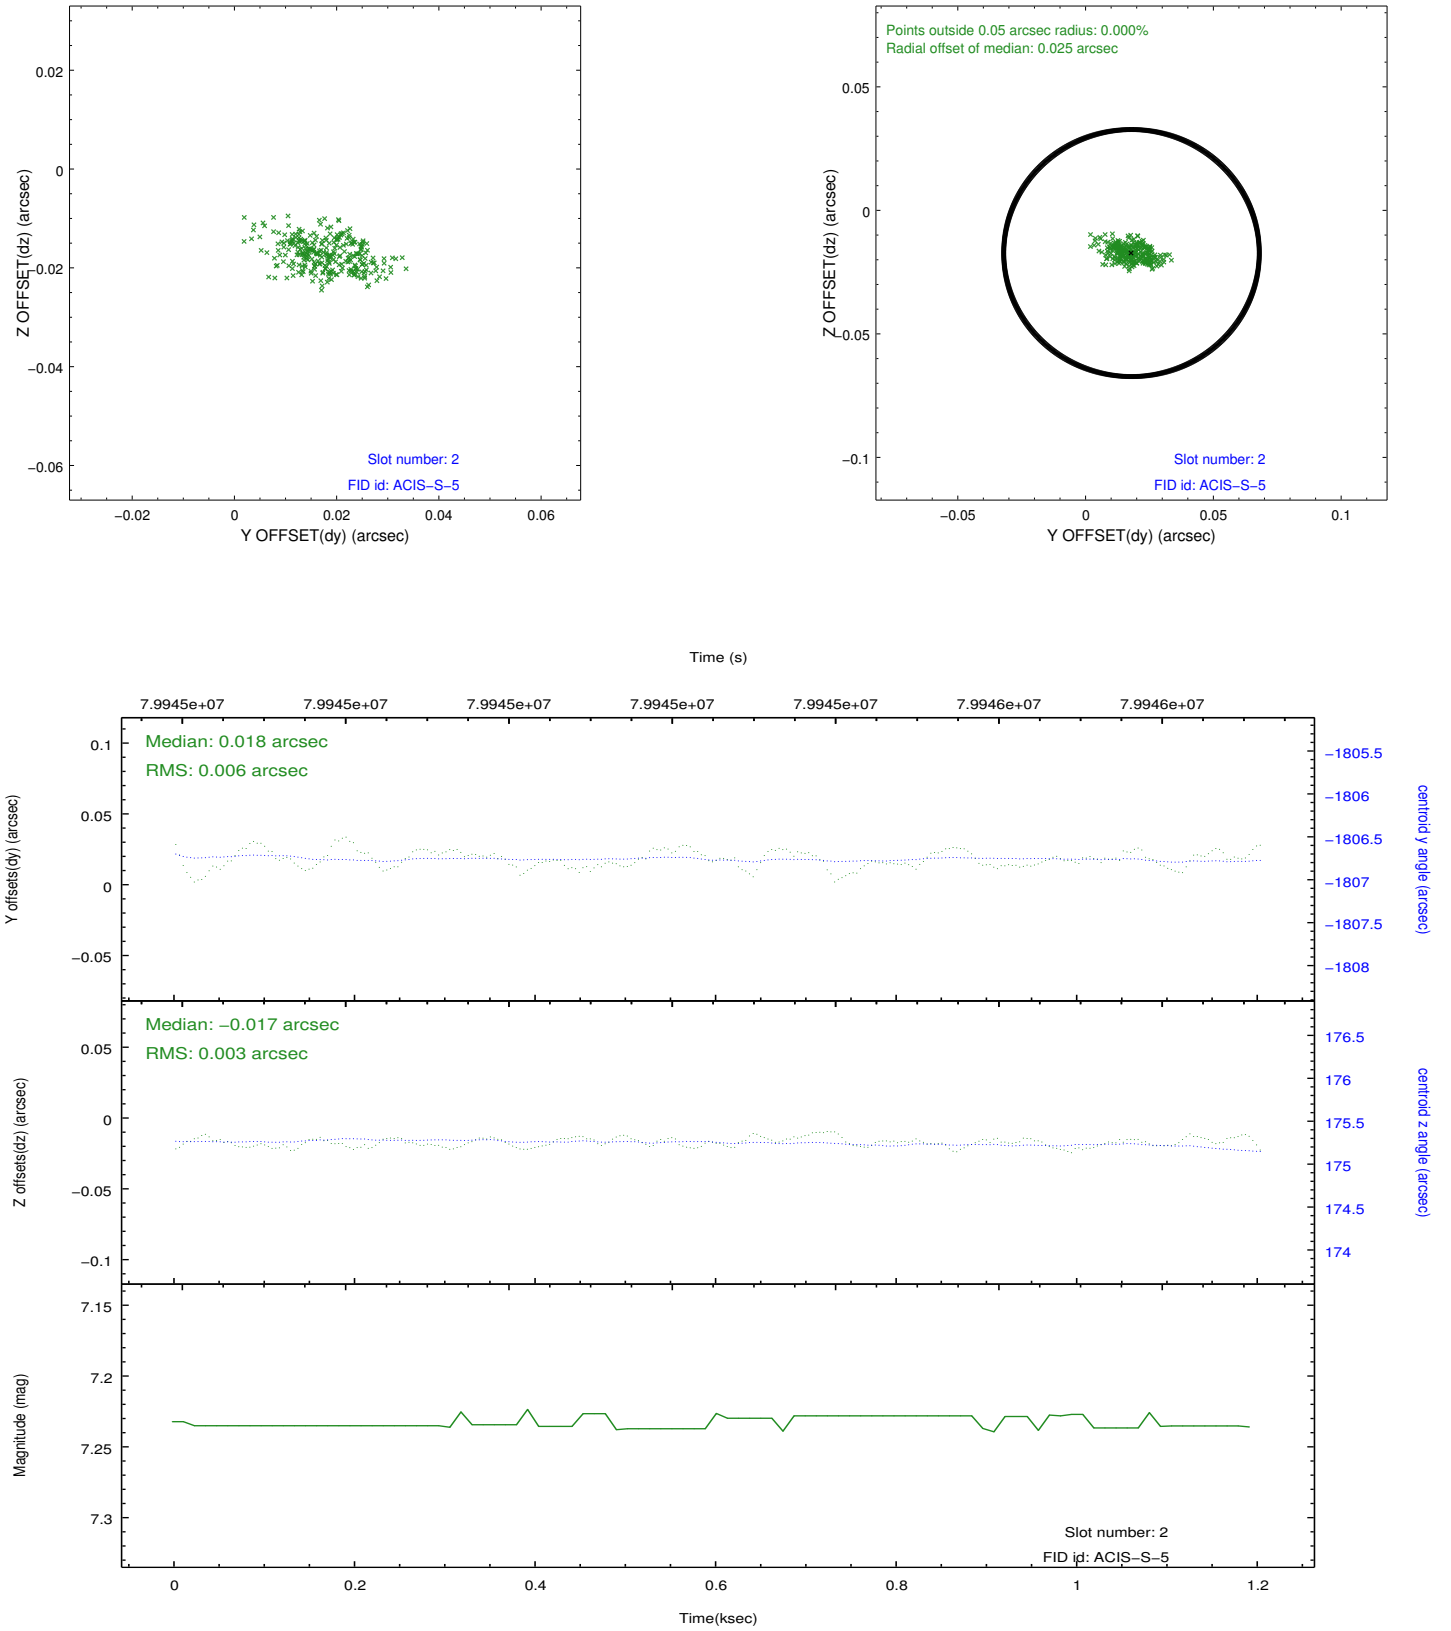 0.02
0
−0.02
−0.04
−0.06
Z OFFSET(dz) (arcsec)
Slot number: 2
FID id: ACIS−S−5
−0.02
0
0.02
0.04
0.06
Y OFFSET(dy) (arcsec)
Points outside 0.05 arcsec radius: 0.000%
Radial offset of median: 0.025 arcsec
0.05
0
−0.05
−0.1
Z OFFSET(dz) (arcsec)
Slot number: 2
FID id: ACIS−S−5
−0.05
0
0.05
0.1
Y OFFSET(dy) (arcsec)
Time (s)
7.9945e+07
7.9945e+07
7.9945e+07
7.9945e+07
7.9945e+07
7.9946e+07
7.9946e+07
Median: 0.018 arcsec
RMS: 0.006 arcsec
0.1
0.05
0
−0.05
Y offsets(dy) (arcsec)
−1805.5
−1806
−1806.5
−1807
−1807.5
−1808
centroid y angle (arcsec)
Median: −0.017 arcsec
RMS: 0.003 arcsec
0.05
0
−0.05
−0.1
Z offsets(dz) (arcsec)
176.5
176
175.5
175
174.5
174
centroid z angle (arcsec)
7.15
7.2
7.25
7.3
Magnitude (mag)
Slot number: 2
FID id: ACIS−S−5
0
0.2
0.4
0.6
0.8
1
1.2
Time(ksec)